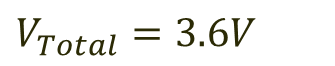 V_Total = 3.6V